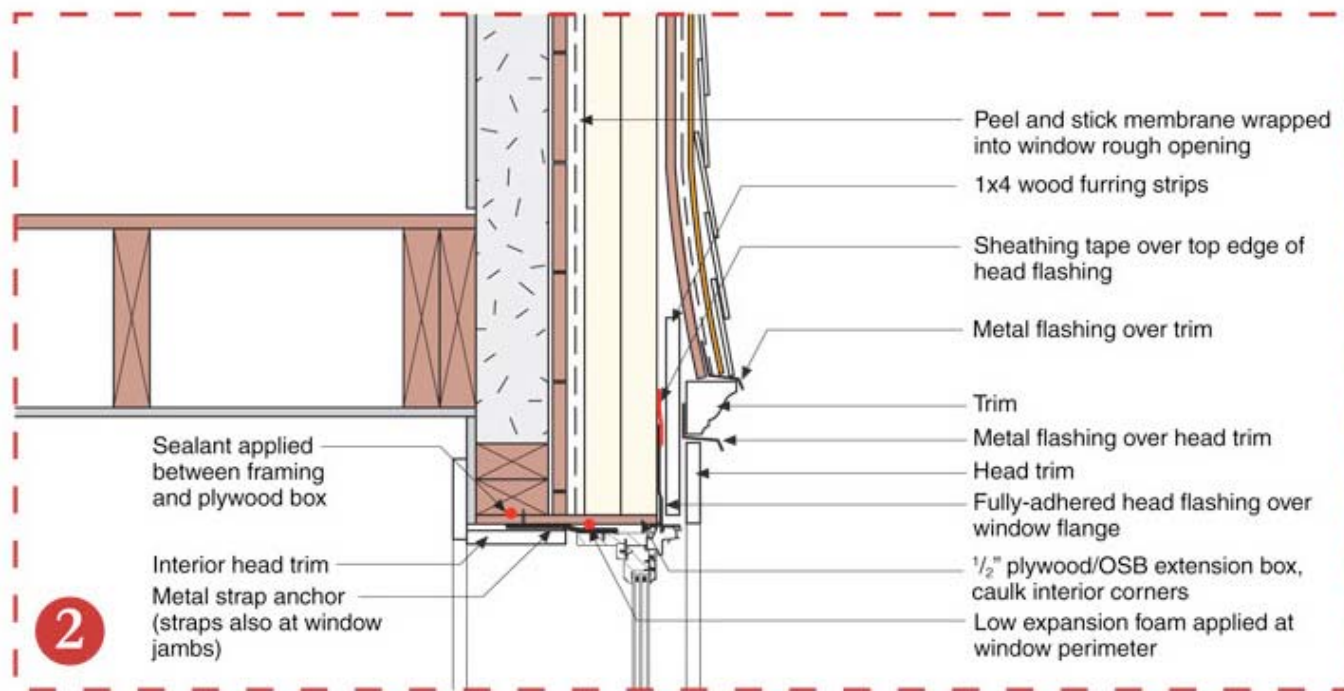 Peel and stick membrane wrapped
into window rough opening
1x4 wood furring strips
Sheathing tape over top edge of
head flashing
Metal flashing over trim
Trim
Metal flashing over head trim
Head trim
Fully-adhered head flashing over
window flange
1/2" plywood/OSB extension box,
caulk interior corners
Low expansion foam applied at
window perimeter
Sealant applied
between framing
and plywood box
Interior head trim
Metal strap anchor
(straps also at window
jambs)
2